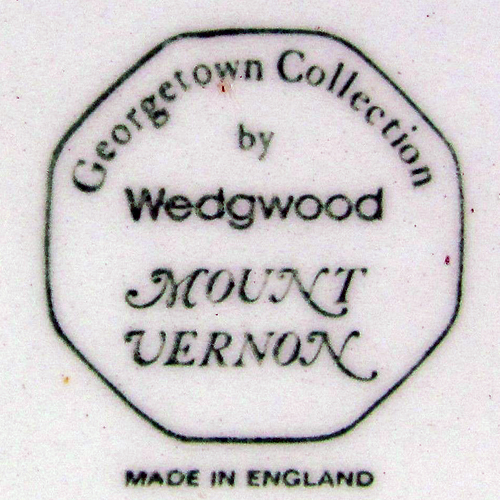 Georgetown Collection
by
Wedgwood
MOUNT
VERNON
MADE IN ENGLAND